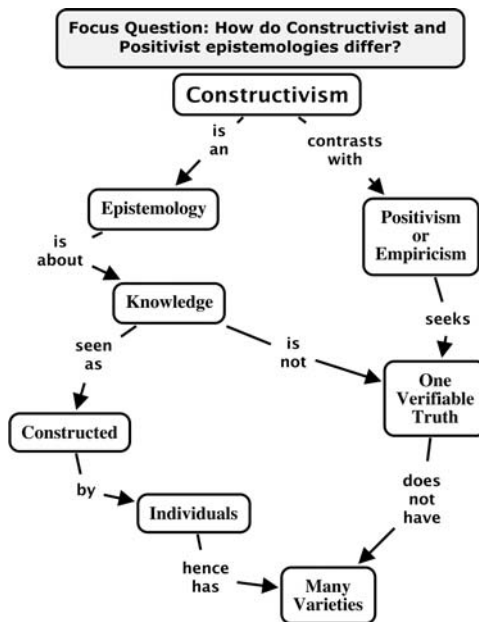 Focus Question: How do Constructivist and
Positivist epistemologies differ?
Constructivism
is
an
contrasts
with
Epistemology
Positivism
or
Empiricism
is
about
Knowledge
seeks
seen
as
is
not
One
Verifiable
Truth
Constructed
by
does
not
have
Individuals
hence
has
Many
Varieties